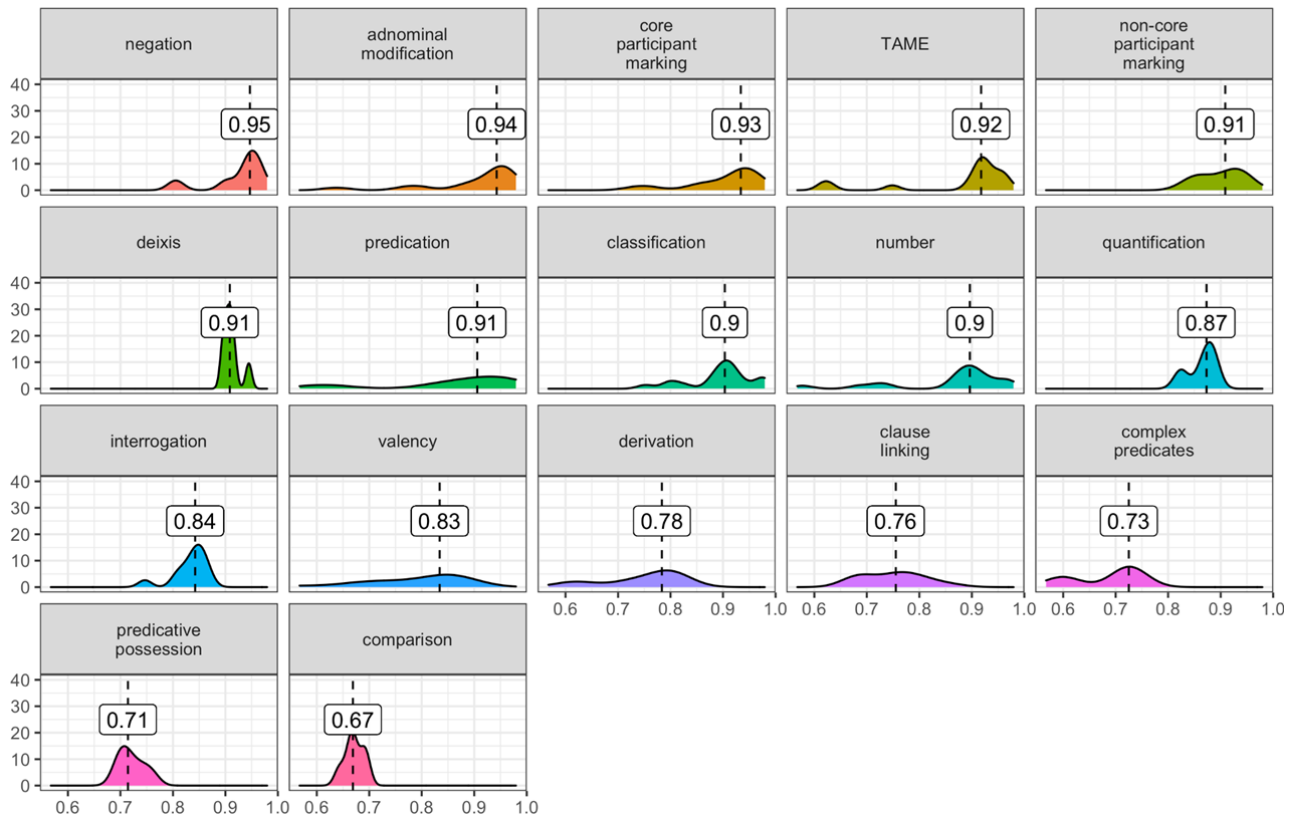 negation
adnominal
modification
core
participant
marking
TAME
non-core
participant
marking
40
30
20
10
0
0.95
0.94
0.93
0.92
0.91
deixis
predication
classification
number
quantification
40
30
20
10
0
0.91
0.91
0.9
0.9
0.87
interrogation
valency
derivation
clause
linking
complex
predicates
40
30
20
10
0
0.84
0.83
0.78
0.76
0.73
0.6 0.7 0.8 0.9 1.0
0.6 0.7 0.8 0.9 1.0
0.6 0.7 0.8 0.9 1.0
predicative
possession
comparison
40
30
20
10
0
0.71
0.67
0.6 0.7 0.8 0.9 1.0
0.6 0.7 0.8 0.9 1.0